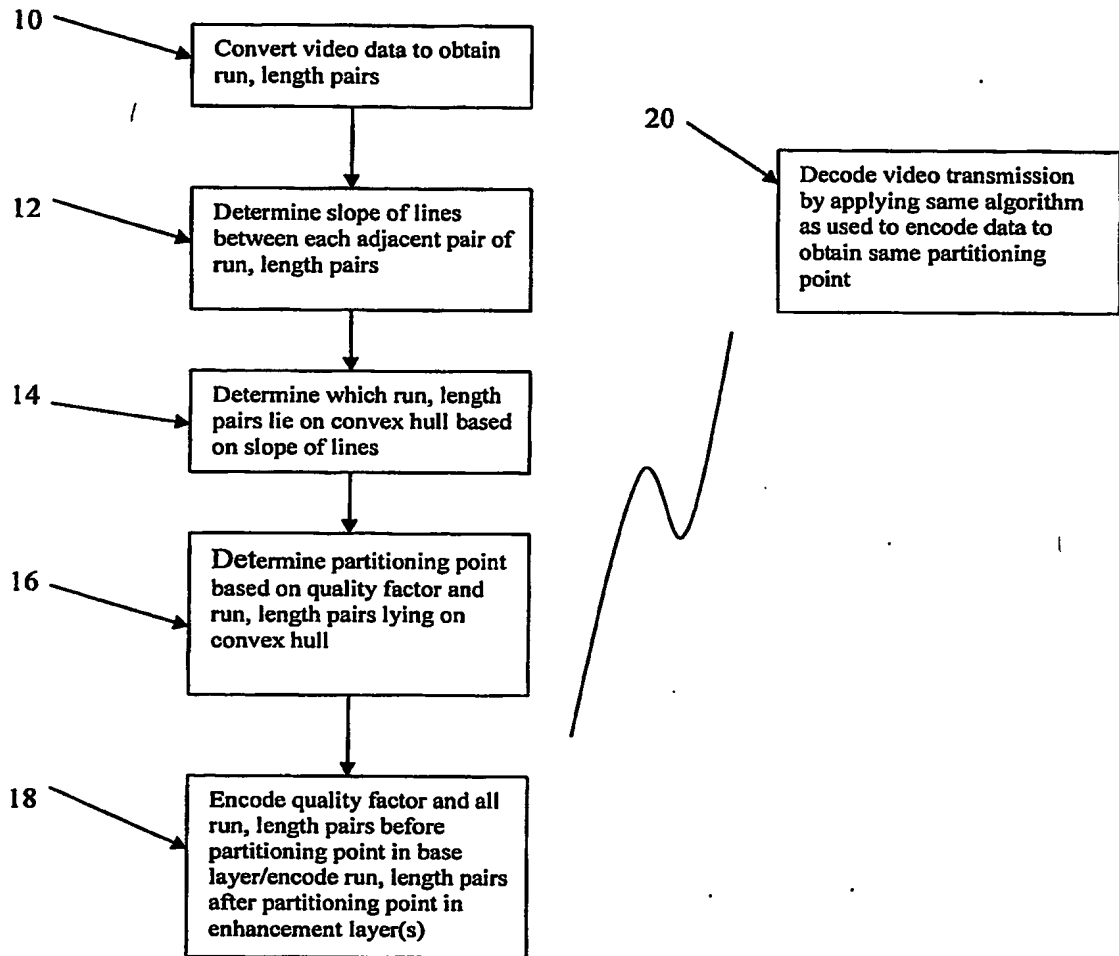 10
Convert video data to obtain
run, length pairs
12
Determine slope of lines
between each adjacent pair of
run, length pairs
14
Determine which run, length
pairs lie on convex hull based
on slope of lines
16
Determine partitioning point
based on quality factor and
run, length pairs lying on
convex hull
18
Encode quality factor and all
run, length pairs before
partitioning point in base
layer/encode run, length pairs
after partitioning point in
enhancement layer(s)
20
Decode video transmission
by applying same algorithm
as used to encode data to
obtain same partitioning
point